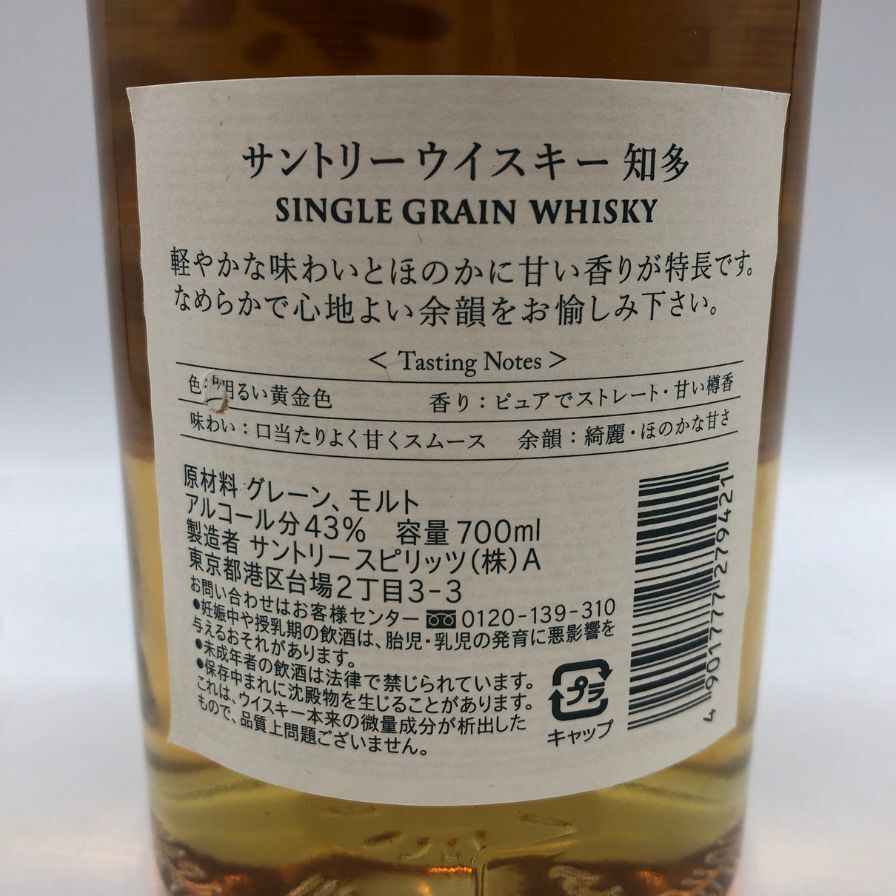 サントリーウイスキー 知多
SINGLE GRAIN WHISKY
軽やかな味わいとほのかに甘い香りが特長です。
なめらかで心地よい余韻をお愉しみ下さい。
< Tasting Notes >
色:明るい黄金色 香り:ピュアでストレート・甘い樽香
味わい:口当たりよく甘くスムース 余韻:綺麗・ほのかな甘さ
原材料 グレーン、モルト
アルコール分43% 容量700ml
製造者 サントリースピリッツ(株)A
東京都港区台場2丁目3-3
お問い合わせはお客様センター 0120-139-310
●妊娠中や授乳期の飲酒は、胎児・乳児の発育に悪影響を
与えるおそれがあります。
●未成年者の飲酒は法律で禁じられています。
●保存中まれに沈殿物を生じることがあります。
これは、ウイスキー本来の微量成分が析出した
もので、品質上問題ございません。
プラ
キャップ
4 901777 279421